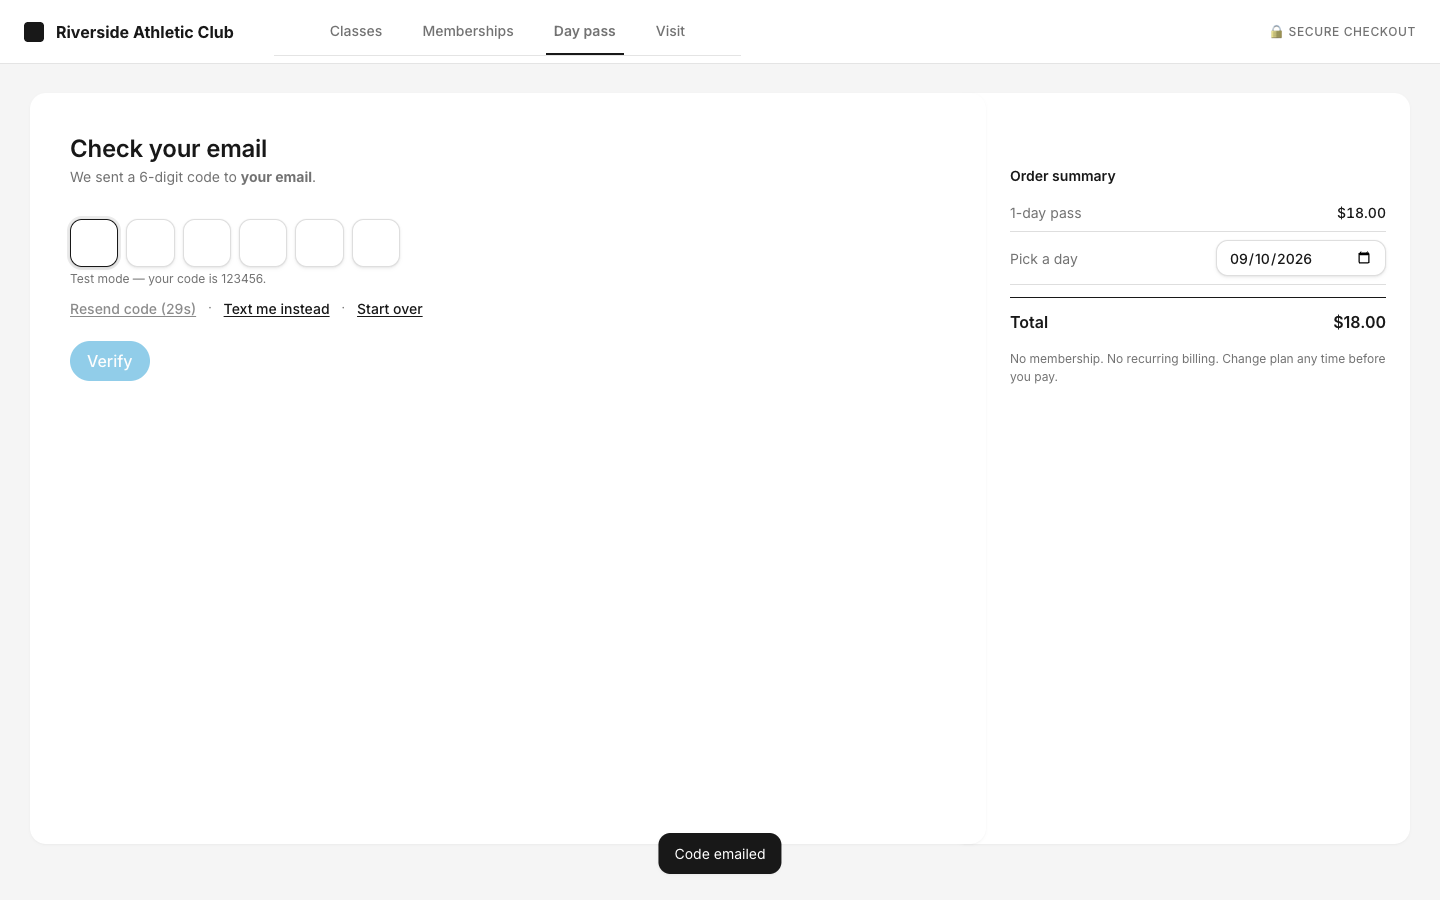 Riverside Athletic Club
Classes
Memberships
Day pass
Visit
🔒 SECURE CHECKOUT
Check your email
We sent a 6-digit code to your email.
Test mode — your code is 123456.
Resend code (29s) · Text me instead · Start over
Verify
Order summary
1-day pass $18.00
Pick a day 09/10/2026
Total $18.00
No membership. No recurring billing. Change plan any time before
you pay.
Code emailed